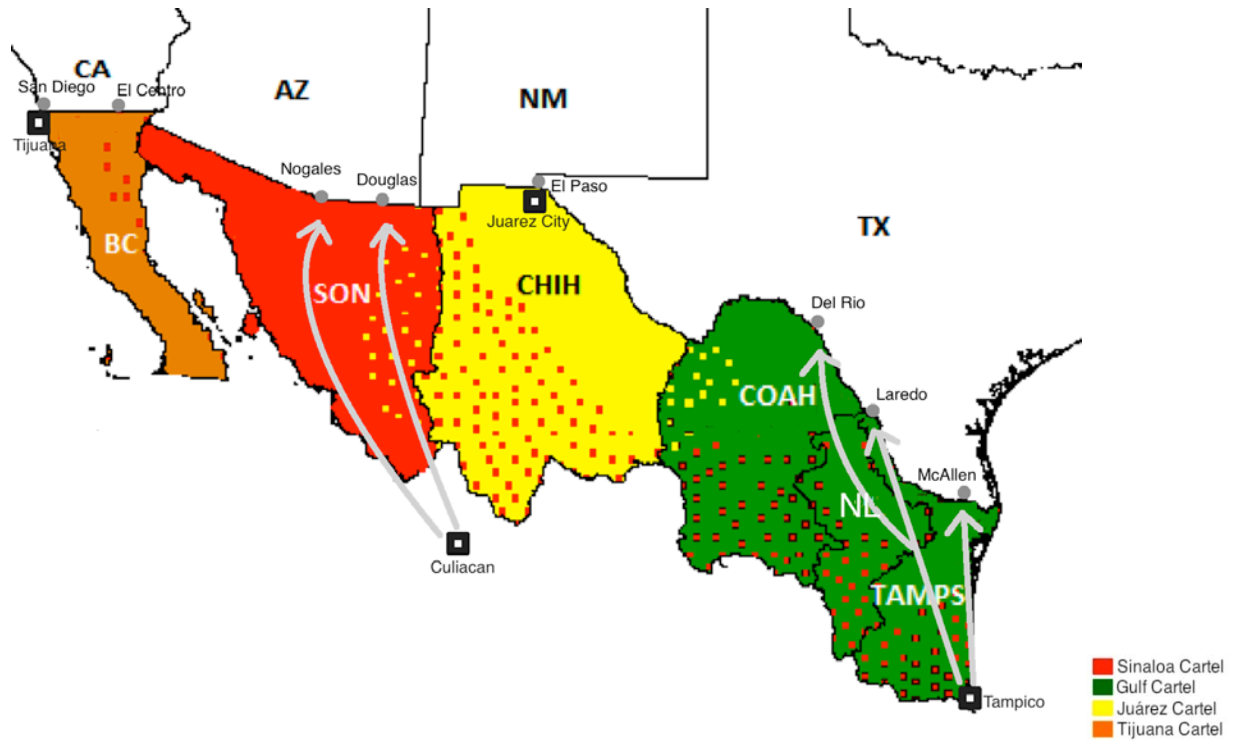 CA
San Diego
El Centro
AZ
NM
Tijuana
Nogales
Douglas
El Paso
Juarez City
TX
BC
SON
CHIH
Del Rio
COAH
Laredo
McAllen
NL
Culiacan
TAMPS
Tampico
Sinaloa Cartel
Gulf Cartel
Juárez Cartel
Tijuana Cartel